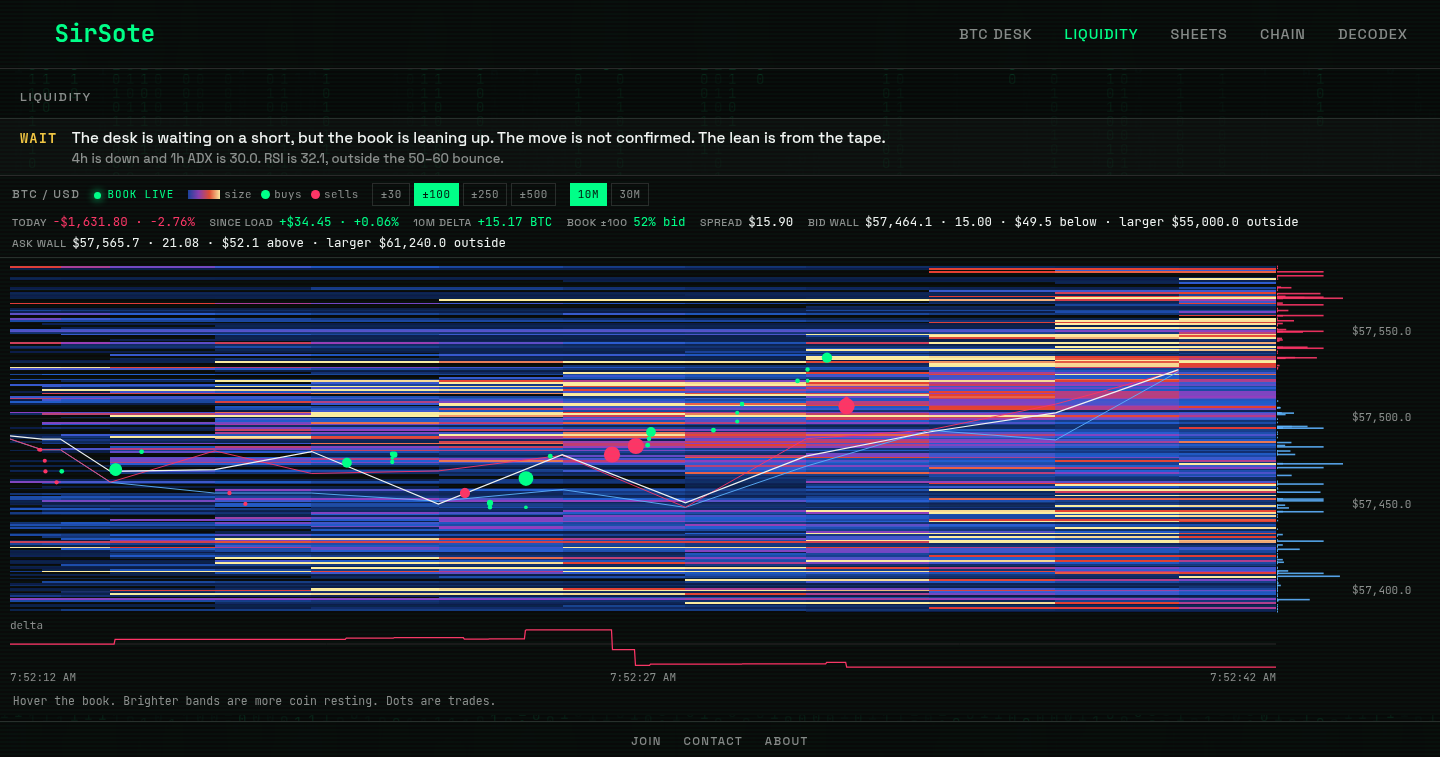 SirSote
BTC DESK LIQUIDITY SHEETS CHAIN DECODEX
LIQUIDITY
WAIT The desk is waiting on a short, but the book is leaning up. The move is not confirmed. The lean is from the tape.
4h is down and 1h ADX is 30.0. RSI is 32.1, outside the 50–60 bounce.
BTC / USD BOOK LIVE size buys sells ±30 ±100 ±250 ±500 10M 30M
TODAY -$1,631.80 · -2.76% SINCE LOAD +$34.45 · +0.06% 10M DELTA +15.17 BTC BOOK ±100 52% bid SPREAD $15.90 BID WALL $57,464.1 · 15.00 · $49.5 below · larger $55,000.0 outside
ASK WALL $57,565.7 · 21.08 · $52.1 above · larger $61,240.0 outside
$57,550.0
$57,500.0
$57,450.0
$57,400.0
delta
7:52:12 AM 7:52:27 AM 7:52:42 AM
Hover the book. Brighter bands are more coin resting. Dots are trades.
JOIN CONTACT ABOUT